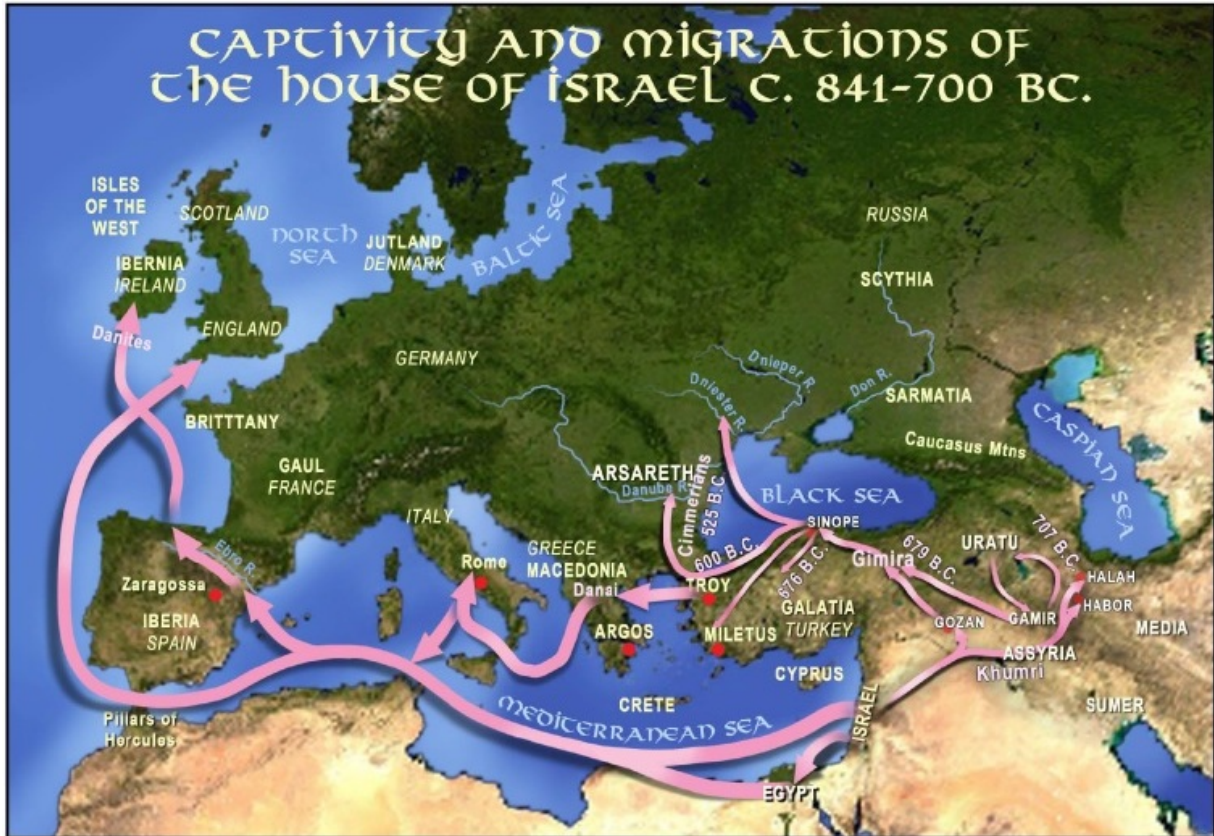 CAPTIVITY AND MIGRATIONS OF
THE HOUSE OF ISRAEL C. 841-700 BC.
ISLES
OF THE
WEST
SCOTLAND
NORTH
SEA
JUTLAND
DENMARK
BALTIC SEA
RUSSIA
IBERNIA
IRELAND
SCYTHIA
Danites
ENGLAND
GERMANY
Dnieper R.
Dniester R.
Don R.
SARMATIA
BRITTTANY
CASPIAN SEA
Caucasus Mtns
GAUL
FRANCE
ARSARETH
Danube R.
Cimmerians
525 B.C.
BLACK SEA
SINOPE
ITALY
600 B.C.
676 B.C.
Gimira
679 B.C.
URATU
707 B.C.
HALAH
HABOR
Ebro R.
Rome
GREECE
MACEDONIA
Danai
TROY
Zaragossa
GALATIA
TURKEY
GOZAN
GAMIR
MEDIA
IBERIA
SPAIN
ARGOS
MILETUS
ASSYRIA
Khumri
CYPRUS
CRETE
SUMER
Pillars of
Hercules
MEDITERRANEAN SEA
ISRAEL
EGYPT